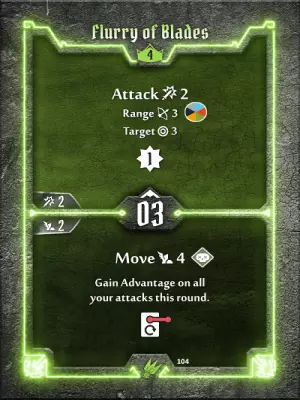 Flurry of Blades
4
Attack 2
Range 3
Target 3
1
2
03
2
Move 4
Gain Advantage on all
your attacks this round.
104